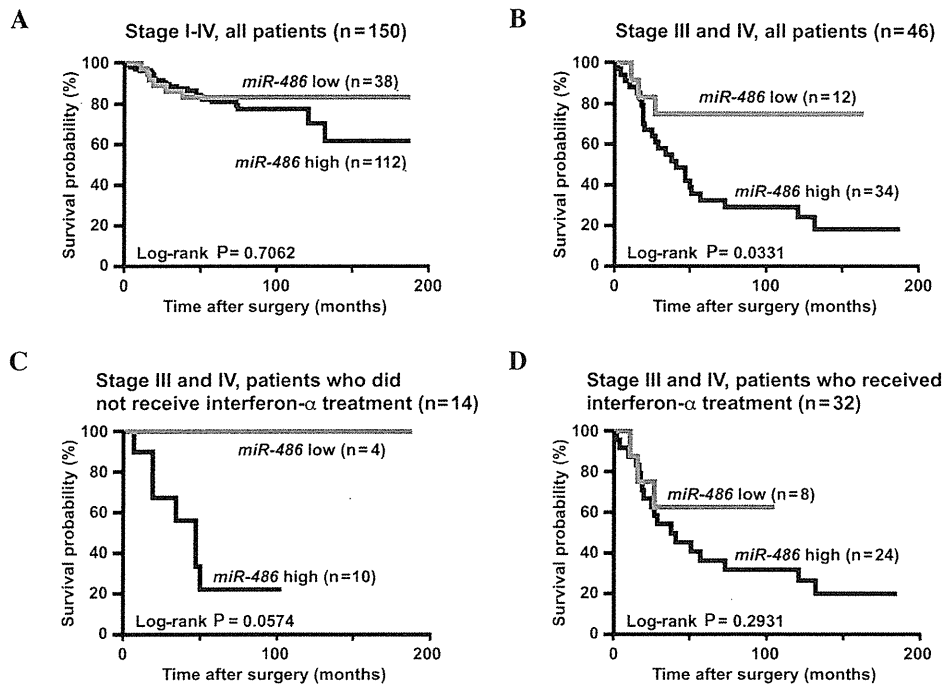 A
Stage I-IV, all patients (n=150)
Survival probability (%)
100
80
60
40
20
0
miR-486 low (n=38)
miR-486 high (n=112)
Log-rank P=0.7062
0
100
200
Time after surgery (months)
B
Stage III and IV, all patients (n=46)
Survival probability (%)
100
80
60
40
20
0
miR-486 low (n=12)
miR-486 high (n=34)
Log-rank P=0.0331
0
100
200
Time after surgery (months)
C
Stage III and IV, patients who did
not receive interferon-α treatment (n=14)
Survival probability (%)
100
80
60
40
20
0
miR-486 low (n=4)
miR-486 high (n=10)
Log-rank P = 0.0574
0
100
200
Time after surgery (months)
D
Stage III and IV, patients who received
interferon-α treatment (n=32)
Survival probability (%)
100
80
60
40
20
0
miR-486 low (n=8)
miR-486 high (n=24)
Log-rank P=0.2931
0
100
200
Time after surgery (months)